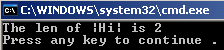 C:\WINDOWS\system32\cmd.exe
The len of |Hi| is 2
Press any key to continue